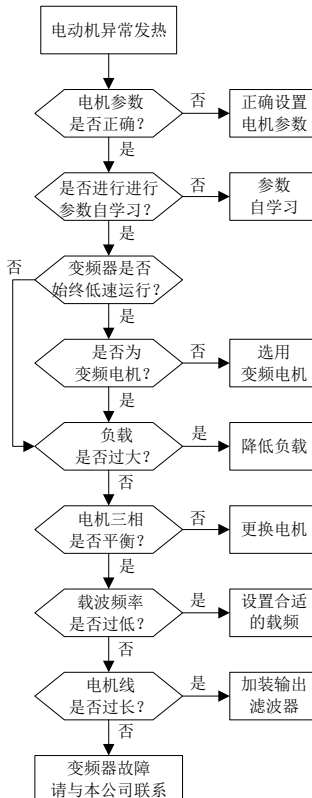 电动机异常发热
电机参数
是否正确？
否
正确设置
电机参数
是
是否进行进行
参数自学习？
否
参数
自学习
是
否
变频器是否
始终低速运行？
是
是否为
变频电机？
否
选用
变频电机
是
负载
是否过大？
是
降低负载
否
电机三相
是否平衡？
否
更换电机
是
载波频率
是否过低？
是
设置合适
的载频
否
电机线
是否过长？
是
加装输出
滤波器
否
变频器故障
请与本公司联系